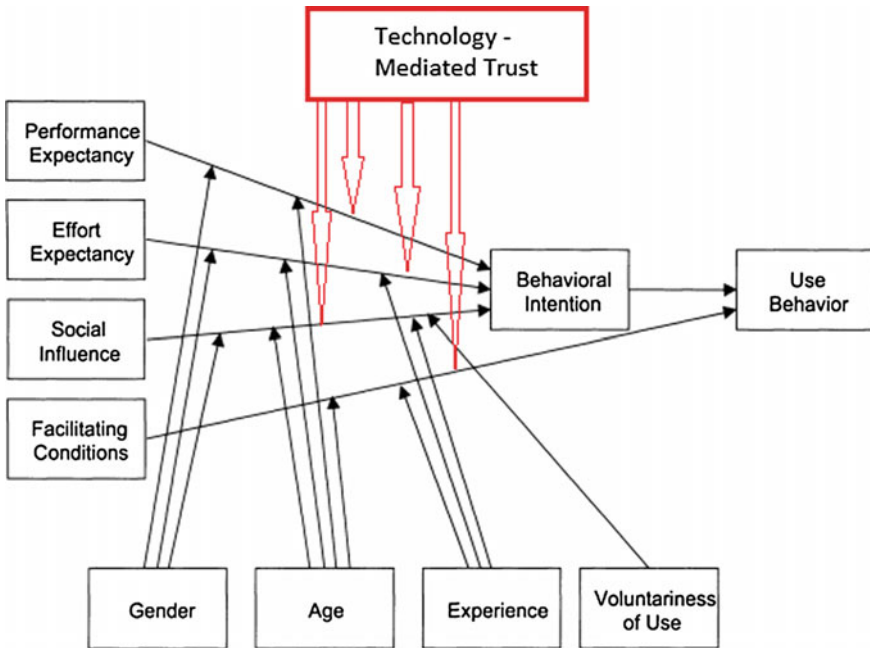 Technology -
Mediated Trust
Performance
Expectancy
Effort
Expectancy
Social
Influence
Facilitating
Conditions
Behavioral
Intention
Use
Behavior
Gender
Age
Experience
Voluntariness
of Use